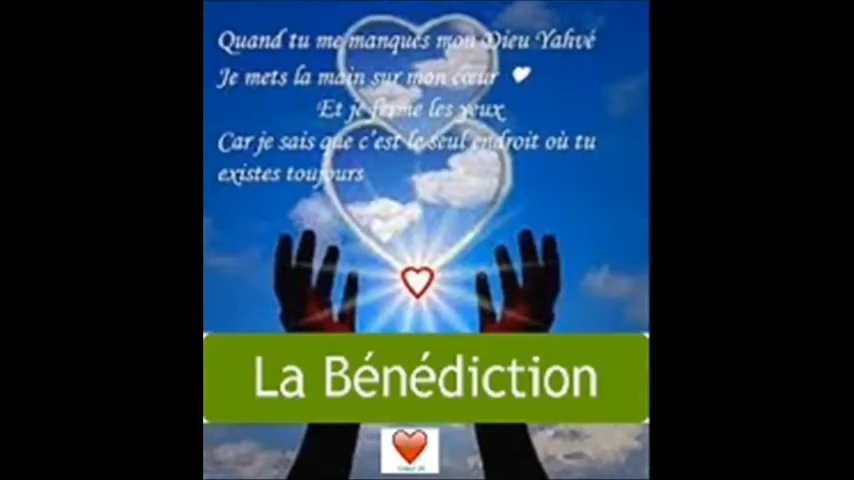 Quand tu me manques mon Dieu Yahvé
Je mets la main sur mon cœur
Et je ferme les yeux
Car je sais que c'est le seul endroit où tu
existes toujours
La Bénédiction